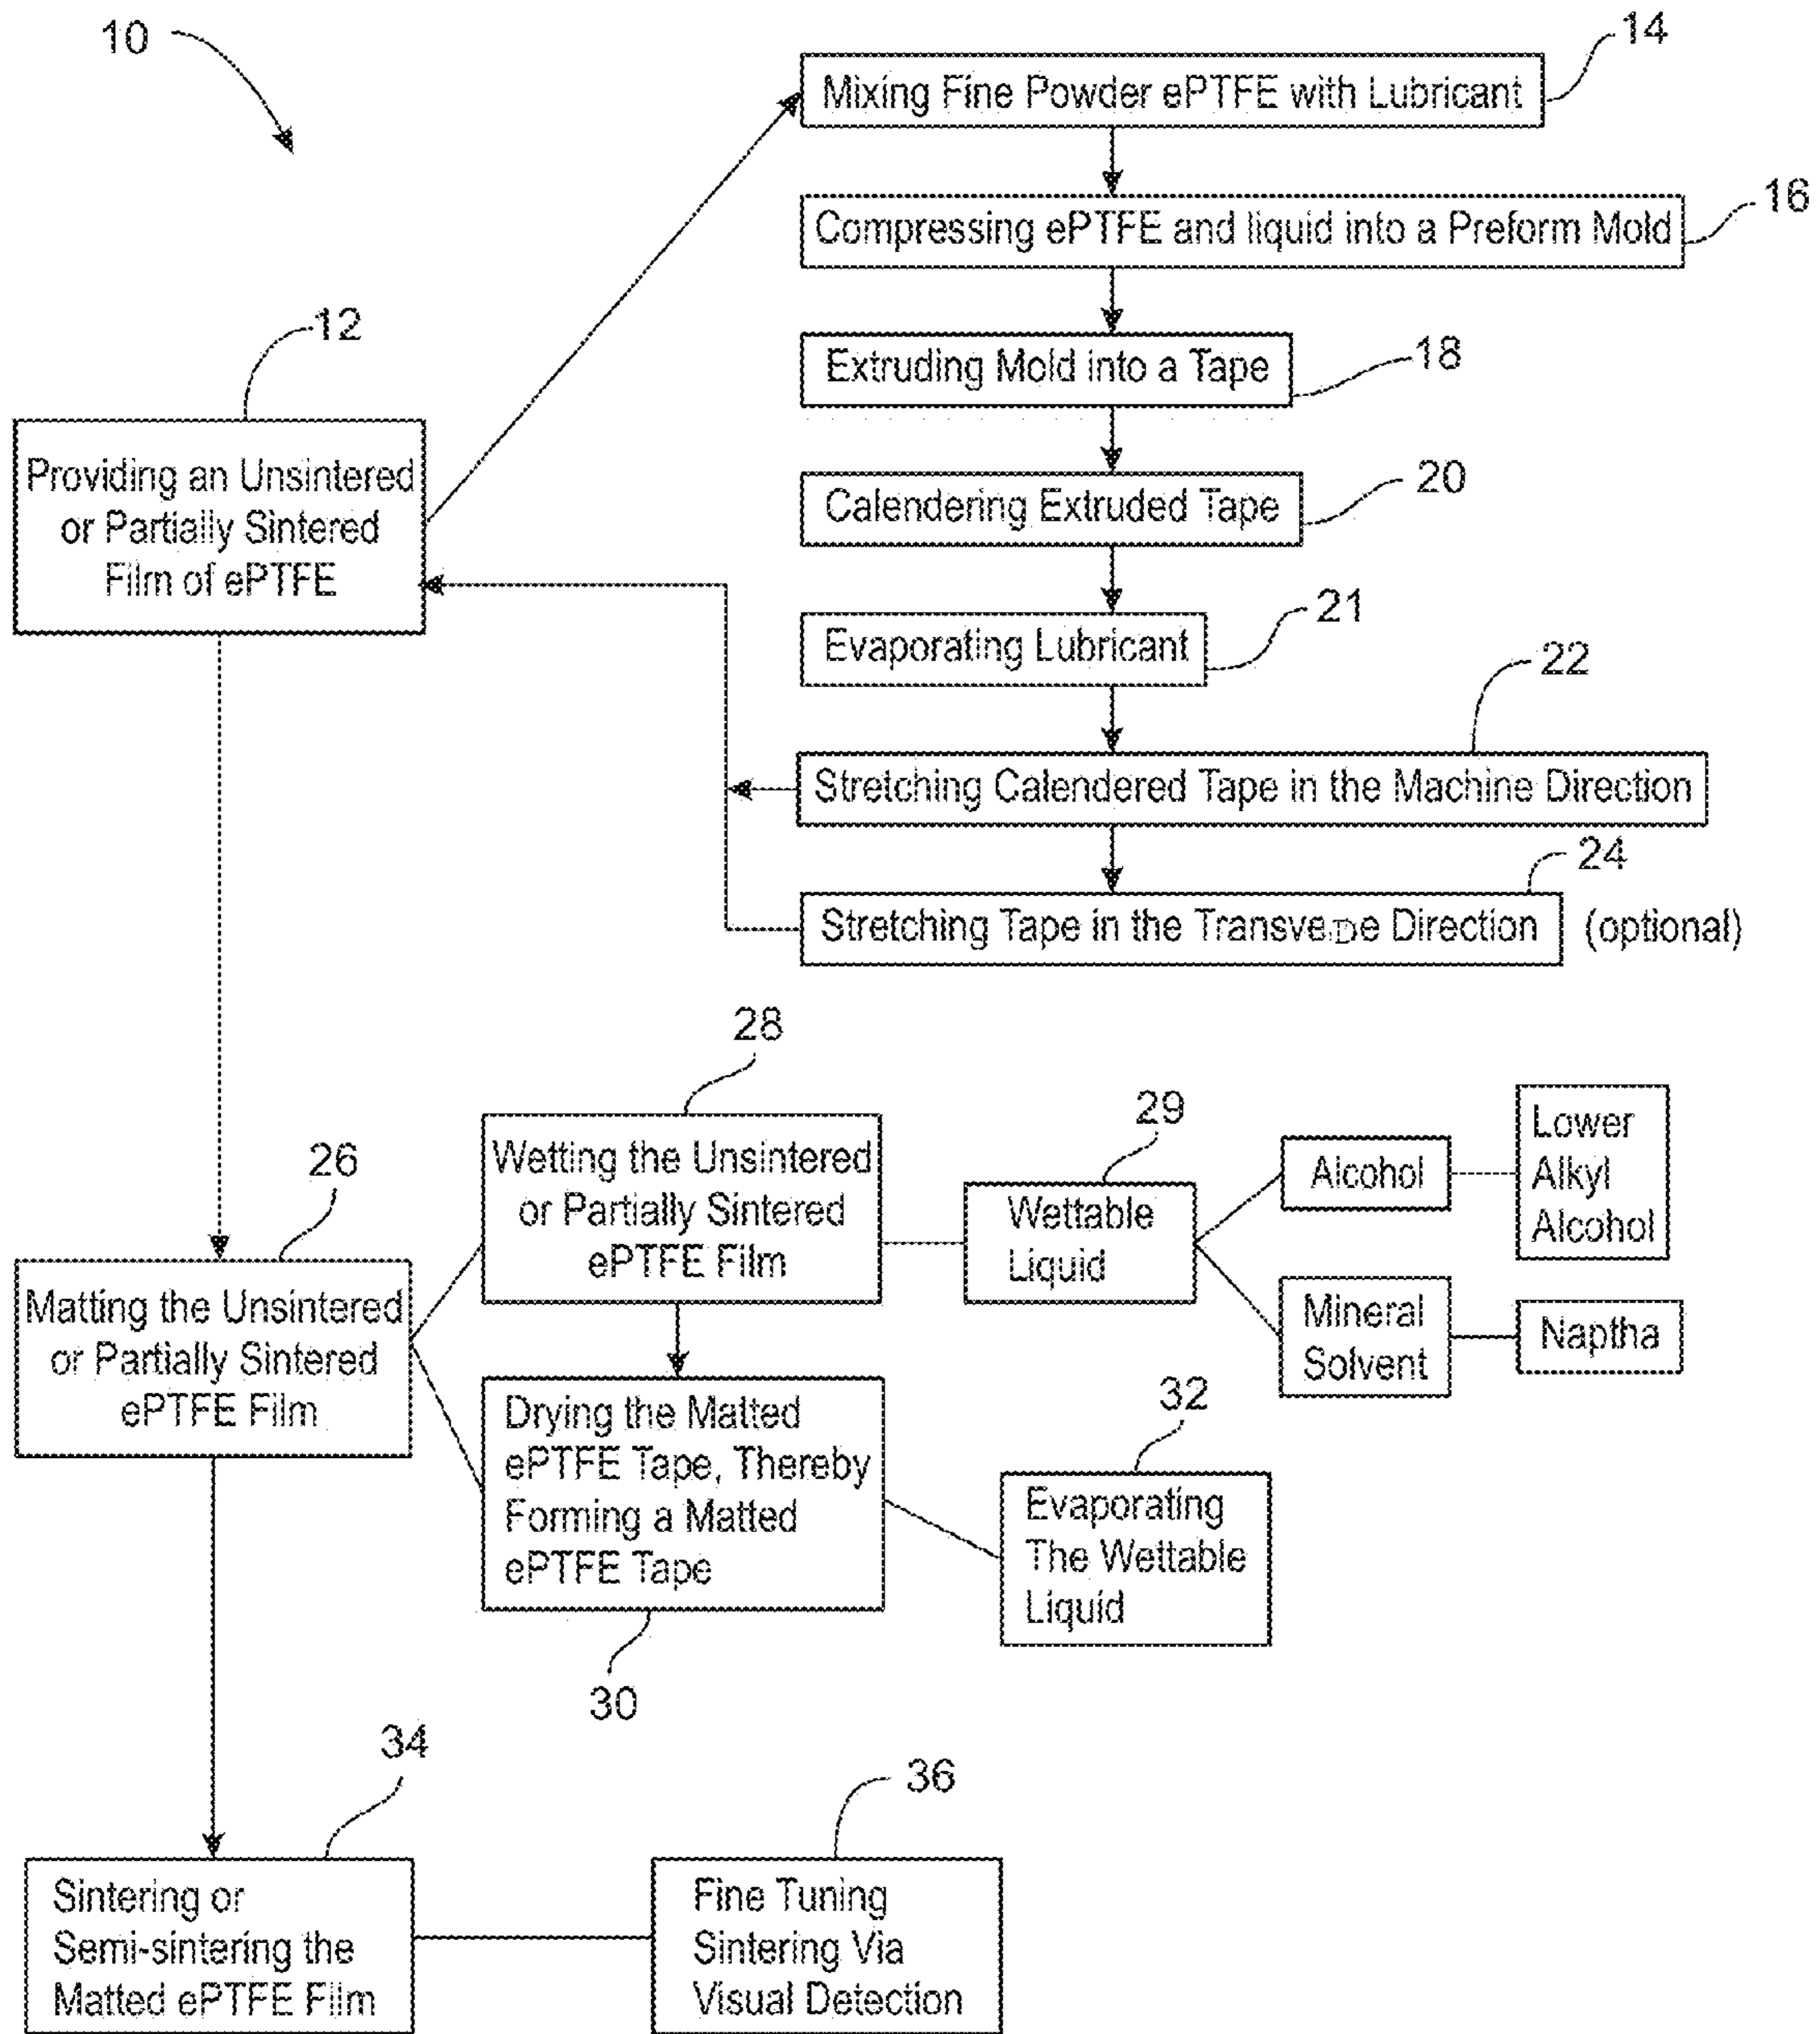 10
14
Mixing Fine Powder ePTFE with Lubricant
16
Compressing ePTFE and liquid into a Preform Mold
18
Extruding Mold into a Tape
20
Calendering Extruded Tape
21
Evaporating Lubricant
22
Stretching Calendered Tape in the Machine Direction
24
Stretching Tape in the Direction (optional)
12
Providing an Unsintered
or Partially Sintered
Film of ePTFE
26
Matting the Unsintered
or Partially Sintered
ePTFE Film
28
Wetting the Unsintered
or Partially Sintered
ePTFE Film
29
Wettable
Liquid
Alcohol
Lower
Alkyl
Alcohol
Mineral
Solvent
Naptha
Drying the Matted
ePTFE Tape, Thereby
Forming a Matted
ePTFE Tape
30
32
Evaporating
The Wettable
Liquid
34
Sintering or
Semi-sintering the
Matted ePTFE Film
36
Fine Tuning
Sintering Via
Visual Detection